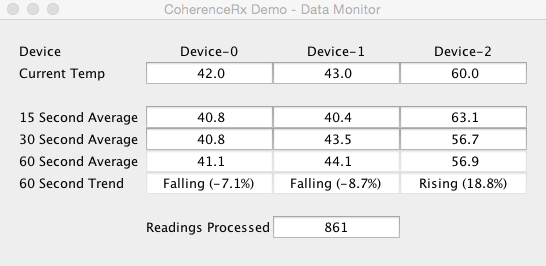 CoherenceRx Demo - Data Monitor
Device Device-0 Device-1 Device-2
Current Temp 42.0 43.0 60.0
15 Second Average 40.8 40.4 63.1
30 Second Average 40.8 43.5 56.7
60 Second Average 41.1 44.1 56.9
60 Second Trend Falling (-7.1%) Falling (-8.7%) Rising (18.8%)
Readings Processed 861